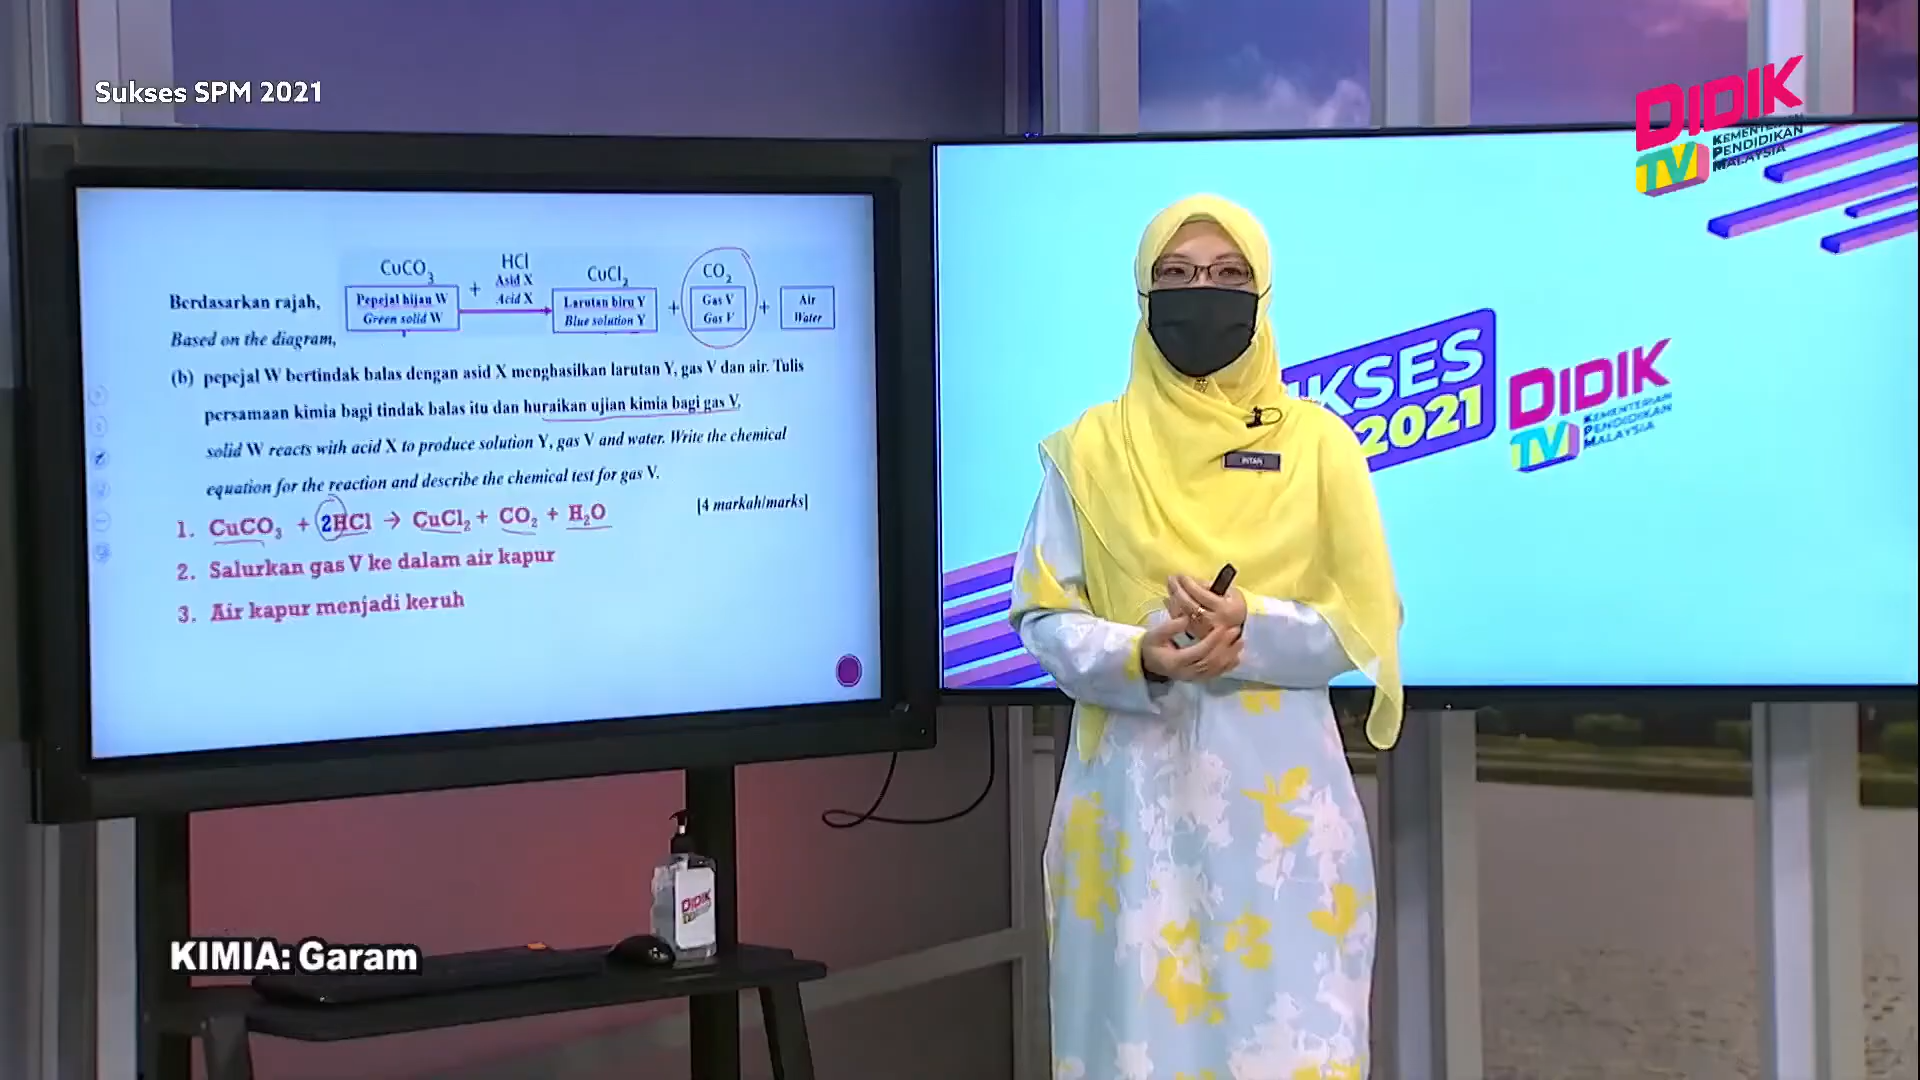 Sukses SPM 2021
DIDIK
TV
KEMENTERIAN
PENDIDIKAN
MALAYSIA
CuCO₃
HCl
CuCl₂
CO₂
Berdasarkan rajah,
Based on the diagram,
Pepejal hijau W
Green solid W
+
Asid X
Acid X
Larutan biru Y
Blue solution Y
+
Gas V
Gas V
+
Air
Water
(b) pepejal W bertindak balas dengan asid X menghasilkan larutan Y, gas V dan air. Tulis
persamaan kimia bagi tindak balas itu dan huraikan ujian kimia bagi gas V.
solid W reacts with acid X to produce solution Y, gas V and water. Write the chemical
equation for the reaction and describe the chemical test for gas V.
[4 markah/marks]
1. CuCO₃ + 2HCl → CuCl₂ + CO₂ + H₂O
2. Salurkan gas V ke dalam air kapur
3. Air kapur menjadi keruh
KSES
2021
DIDIK
TV
KEMENTERIAN
PENDIDIKAN
MALAYSIA
INTAN
DIDIK
TV
KIMIA: Garam